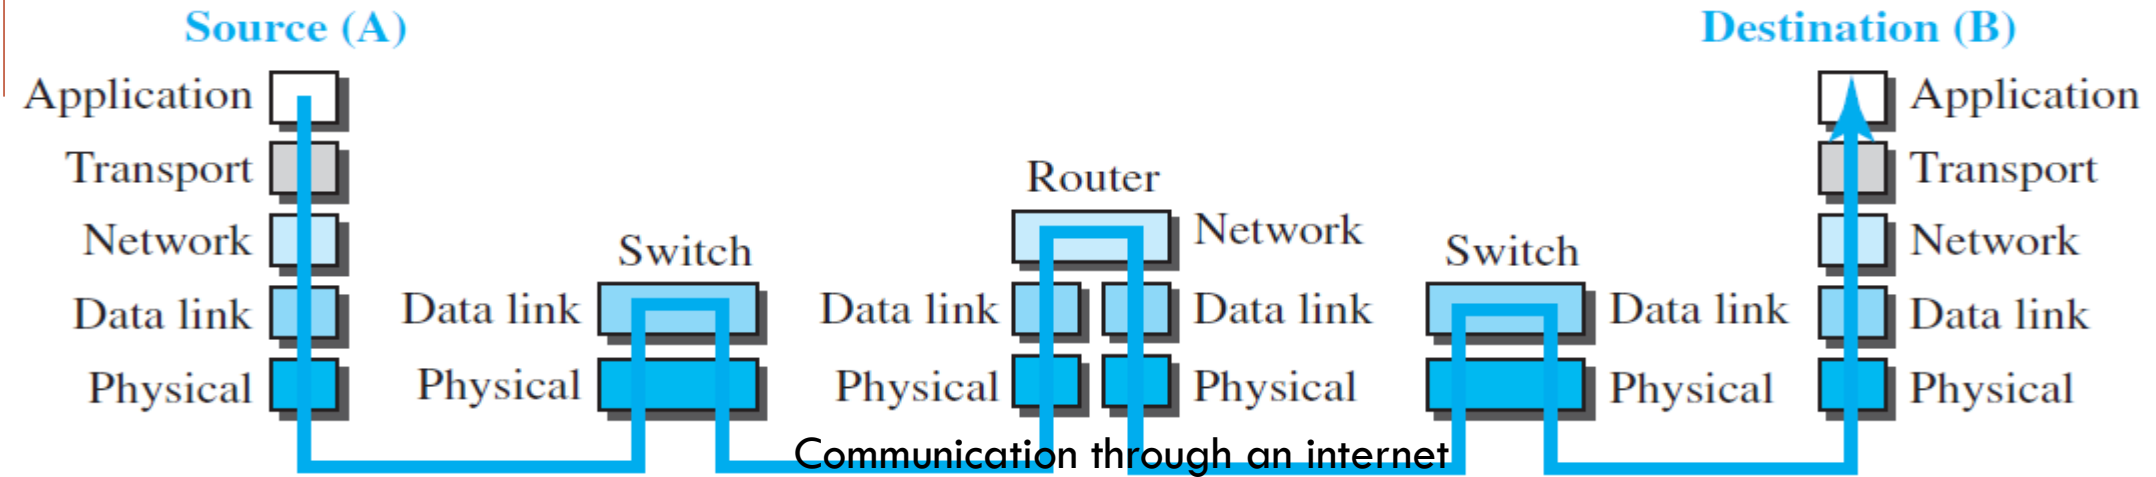 Source (A)
Destination (B)
Application
Transport
Network
Data link
Physical
Switch
Data link
Physical
Router
Network
Data link
Data link
Physical
Physical
Switch
Data link
Physical
Application
Transport
Network
Data link
Physical
Communication through an internet